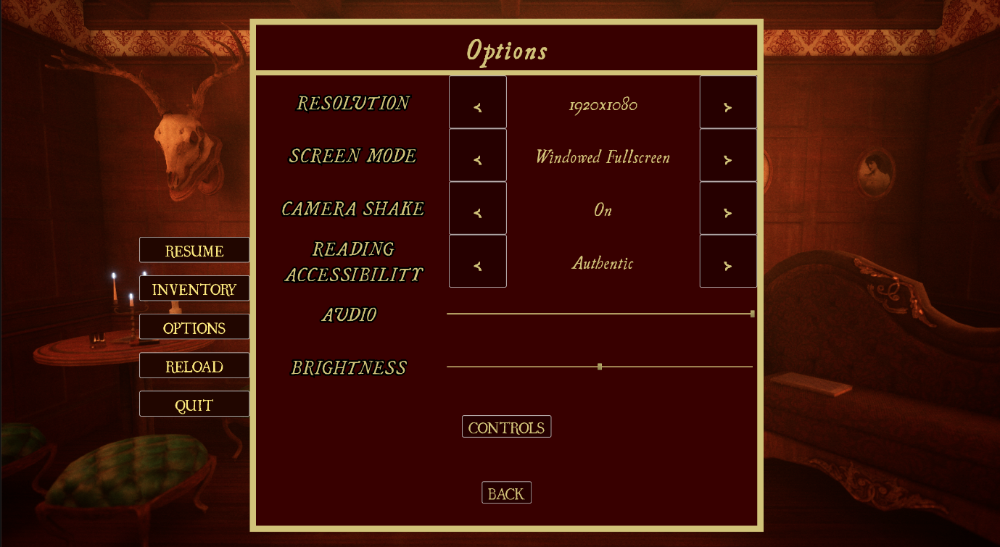 Options
RESOLUTION
<
1920x1080
>
SCREEN MODE
<
Windowed Fullscreen
>
CAMERA SHAKE
<
On
>
READING
ACCESSIBILITY
<
Authentic
>
AUDIO
BRIGHTNESS
CONTROLS
BACK
RESUME
INVENTORY
OPTIONS
RELOAD
QUIT